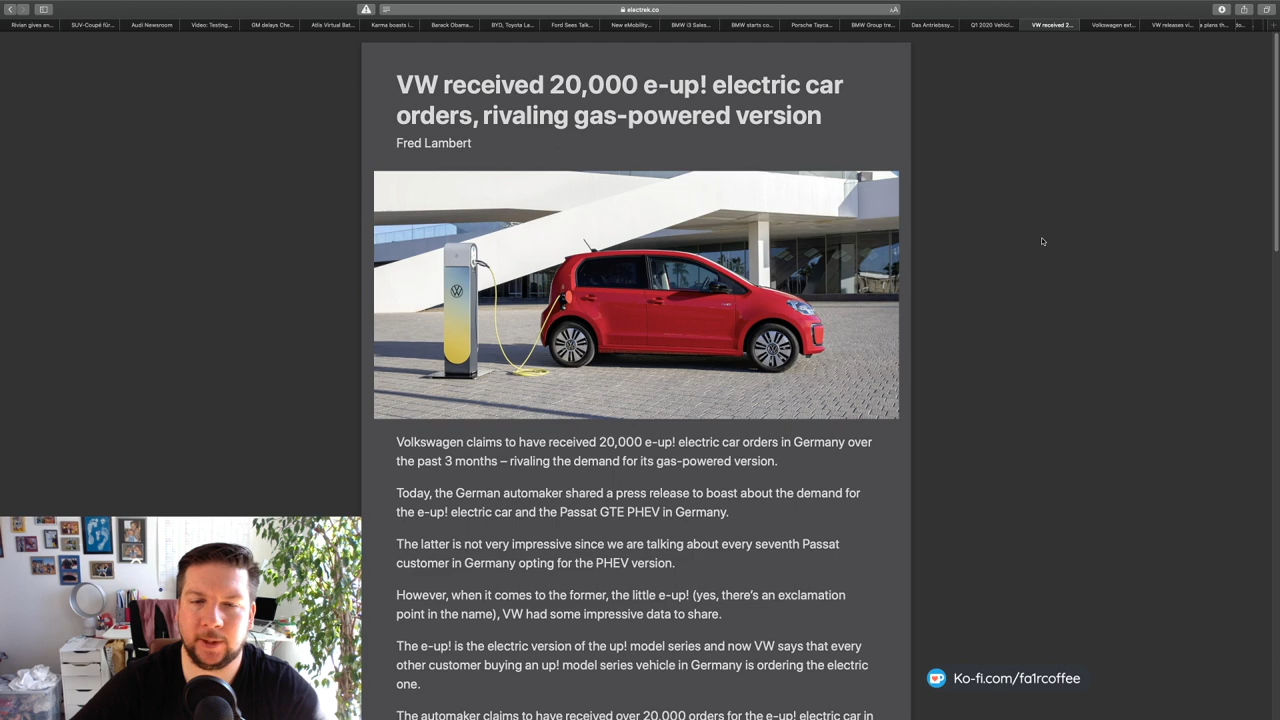 electrek.co
Rivian gives an...
SUV-Coupé für...
Audi Newsroom
Video: Testing...
GM delays Che...
Atlis Virtual Bat...
Karma boasts i...
Barack Obama...
BYD, Toyota La...
Ford Sees Talk...
New eMobility...
BMW i3 Sales...
BMW starts co...
Porsche Tayca...
BMW Group tre...
Das Antriebssy...
Q1 2020 Vehicl...
VW received 2...
Volkswagen ext...
VW releases vi...
a plans th...
do...
VW received 20,000 e-up! electric car
orders, rivaling gas-powered version
Fred Lambert
Volkswagen claims to have received 20,000 e-up! electric car orders in Germany over
the past 3 months – rivaling the demand for its gas-powered version.
Today, the German automaker shared a press release to boast about the demand for
the e-up! electric car and the Passat GTE PHEV in Germany.
The latter is not very impressive since we are talking about every seventh Passat
customer in Germany opting for the PHEV version.
However, when it comes to the former, the little e-up! (yes, there's an exclamation
point in the name), VW had some impressive data to share.
The e-up! is the electric version of the up! model series and now VW says that every
other customer buying an up! model series vehicle in Germany is ordering the electric
one.
The automaker claims to have received over 20,000 orders for the e-up! electric car in
Ko-fi.com/fa1rcoffee